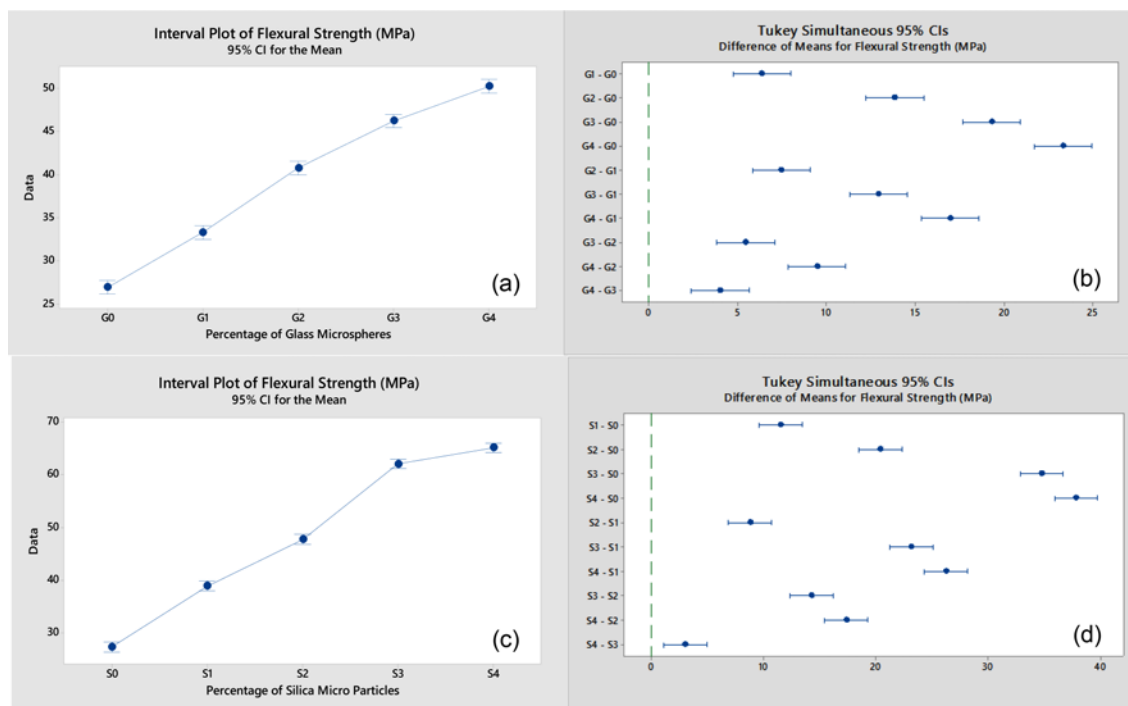 Interval Plot of Flexural Strength (MPa)
95% CI for the Mean
Data
50
45
40
35
30
25
G0 G1 G2 G3 G4
Percentage of Glass Microspheres
(a)
Tukey Simultaneous 95% CIs
Difference of Means for Flexural Strength (MPa)
G1 - G0
G2 - G0
G3 - G0
G4 - G0
G2 - G1
G3 - G1
G4 - G1
G3 - G2
G4 - G2
G4 - G3
0 5 10 15 20 25
(b)
Interval Plot of Flexural Strength (MPa)
95% CI for the Mean
Data
70
60
50
40
30
S0 S1 S2 S3 S4
Percentage of Silica Micro Particles
(c)
Tukey Simultaneous 95% CIs
Difference of Means for Flexural Strength (MPa)
S1 - S0
S2 - S0
S3 - S0
S4 - S0
S2 - S1
S3 - S1
S4 - S1
S3 - S2
S4 - S2
S4 - S3
0 10 20 30 40
(d)